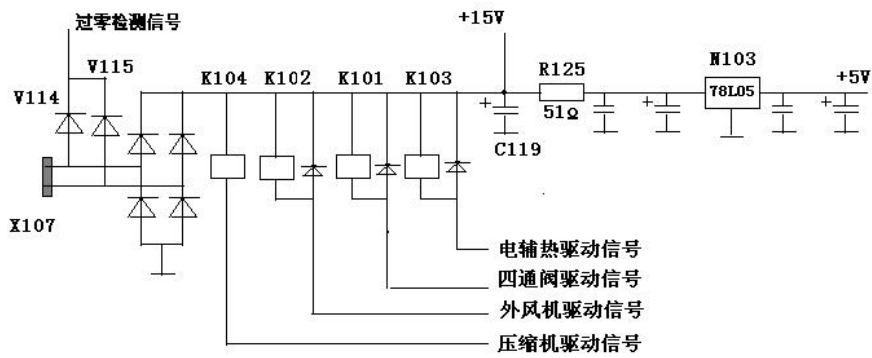 过零检测信号
+15V
V115
K104
K102
K101
K103
R125
N103
V114
78L05
+5V
+
51Ω
+
+
C119
X107
电辅热驱动信号
四通阀驱动信号
外风机驱动信号
压缩机驱动信号